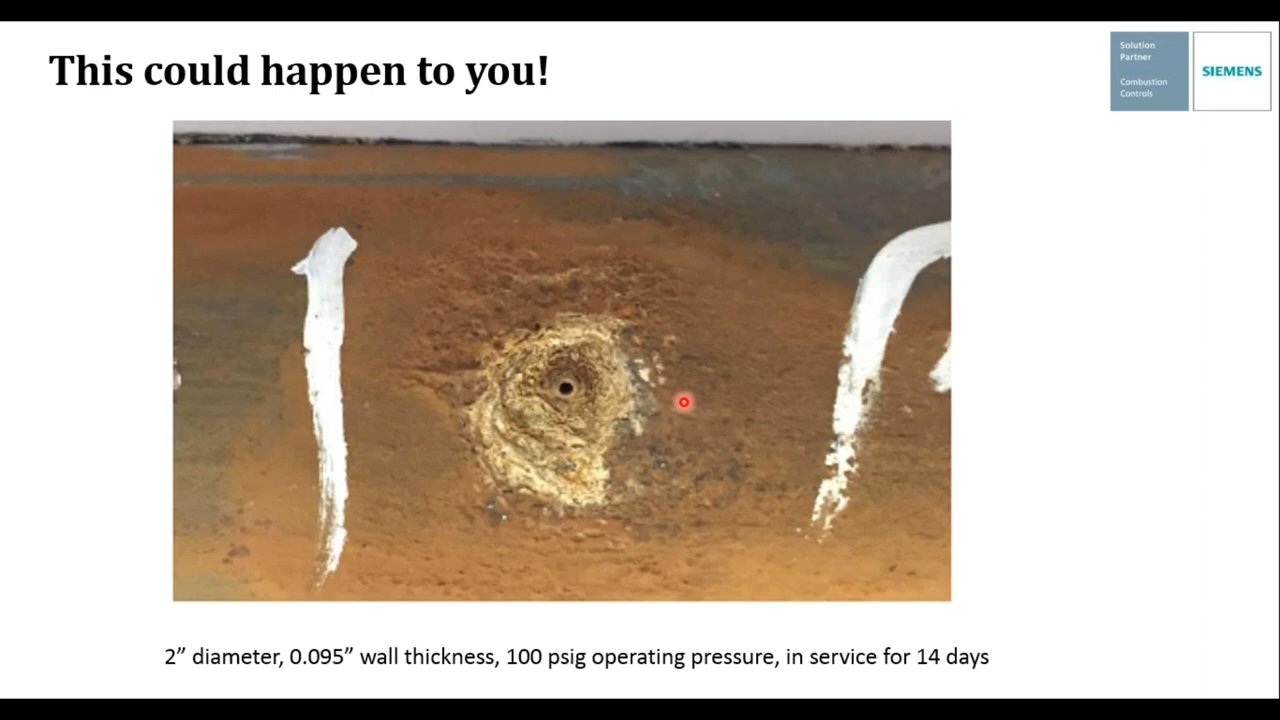 This could happen to you!
Solution
Partner
Combustion
Controls
SIEMENS
2” diameter, 0.095” wall thickness, 100 psig operating pressure, in service for 14 days